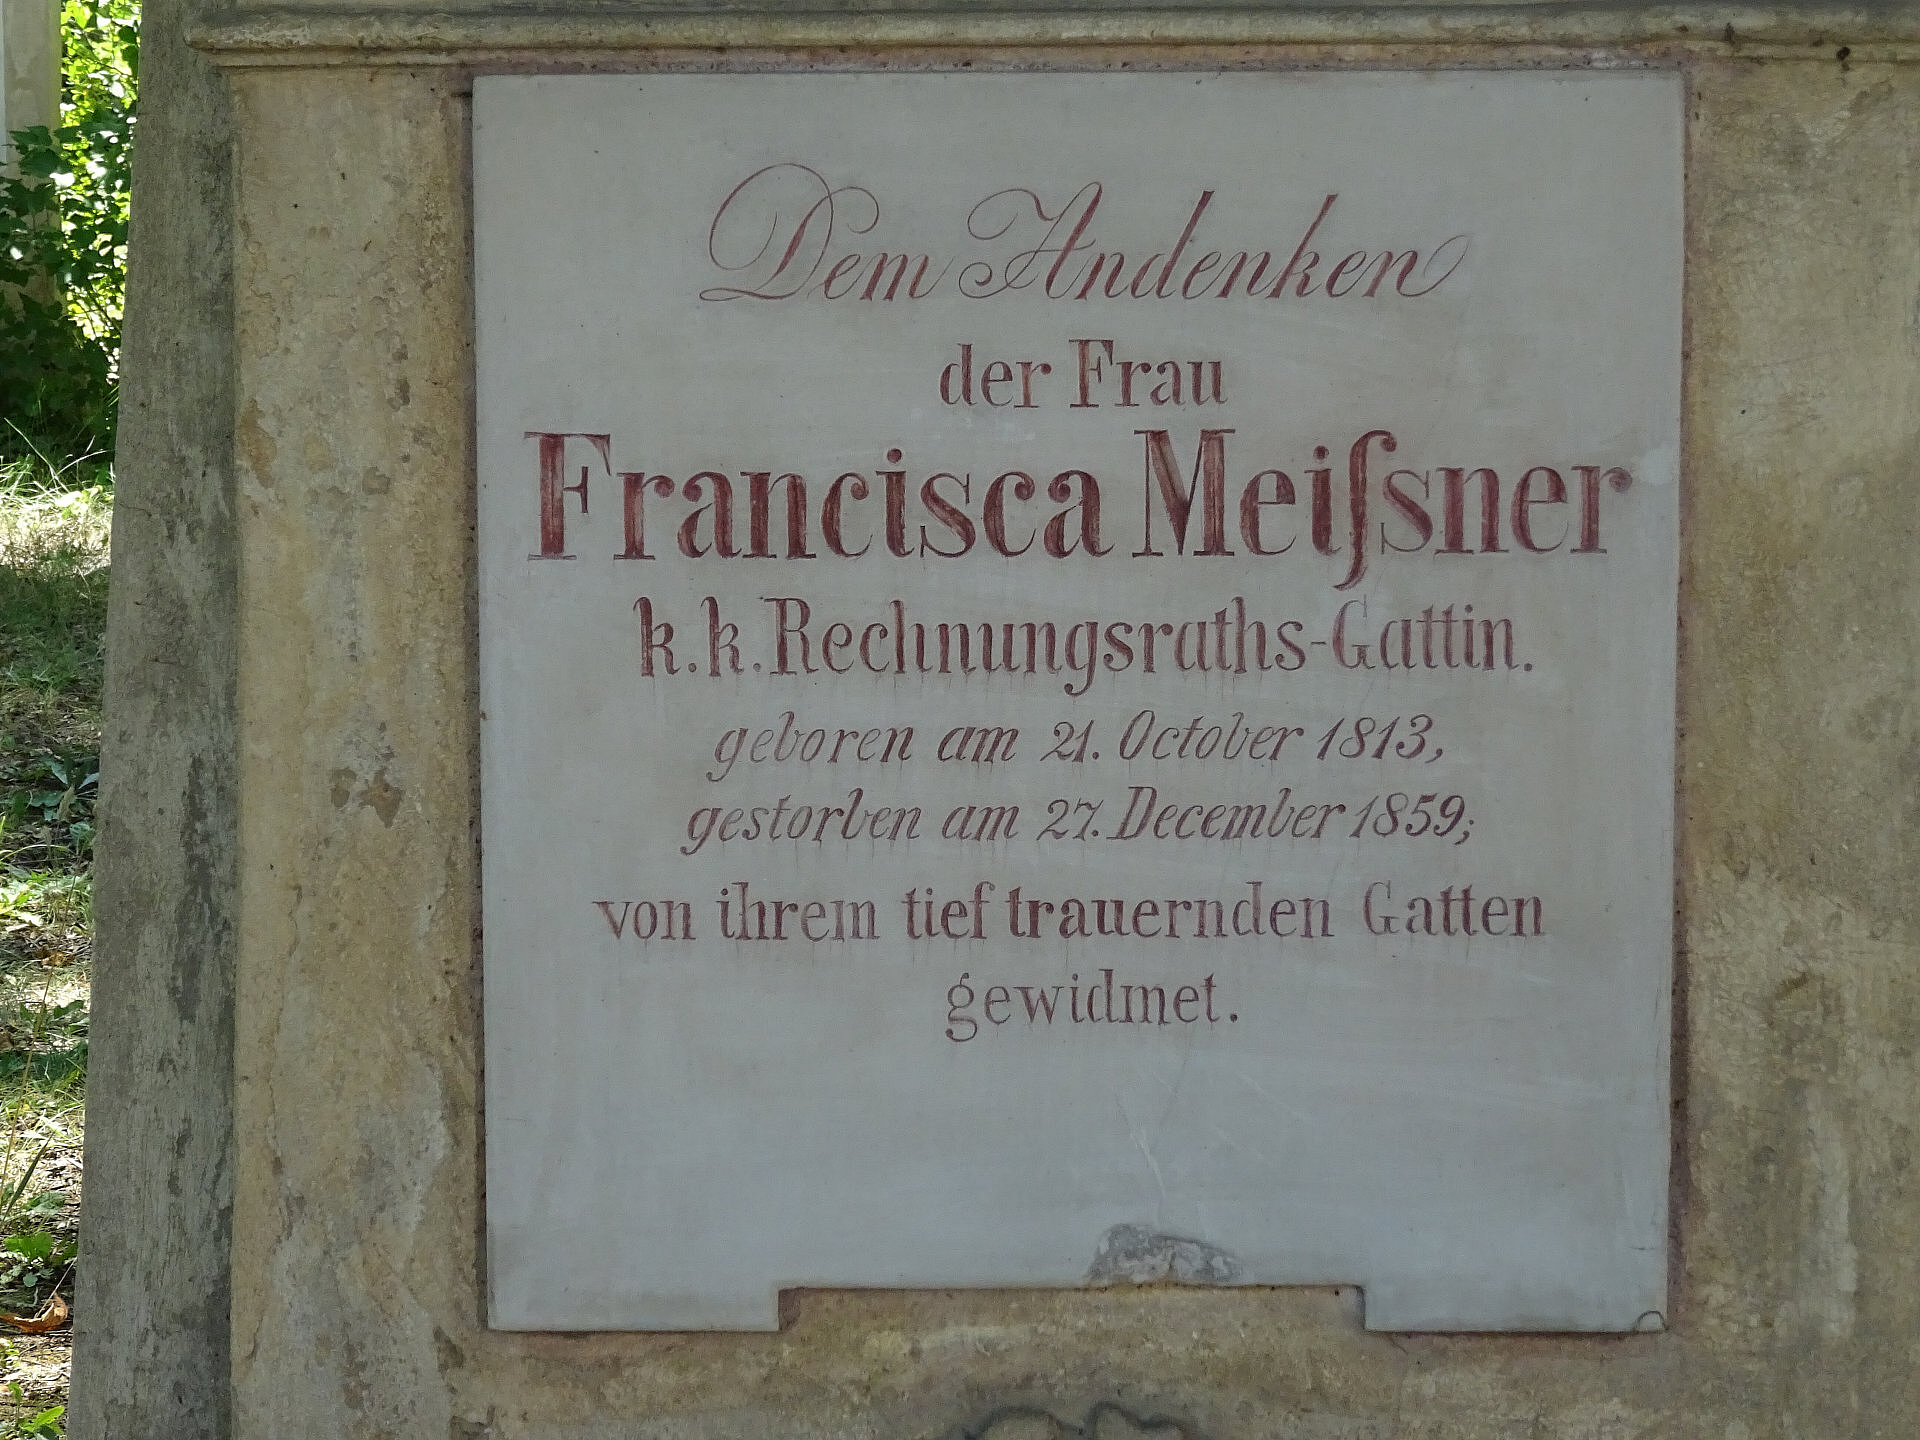 Dem Andenken
der Frau
Francisca Meiſsner
k.k. Rechnungsraths-Gattin.
geboren am 21. October 1813,
gestorben am 27. December 1859;
von ihrem tief trauernden Gatten
gewidmet.